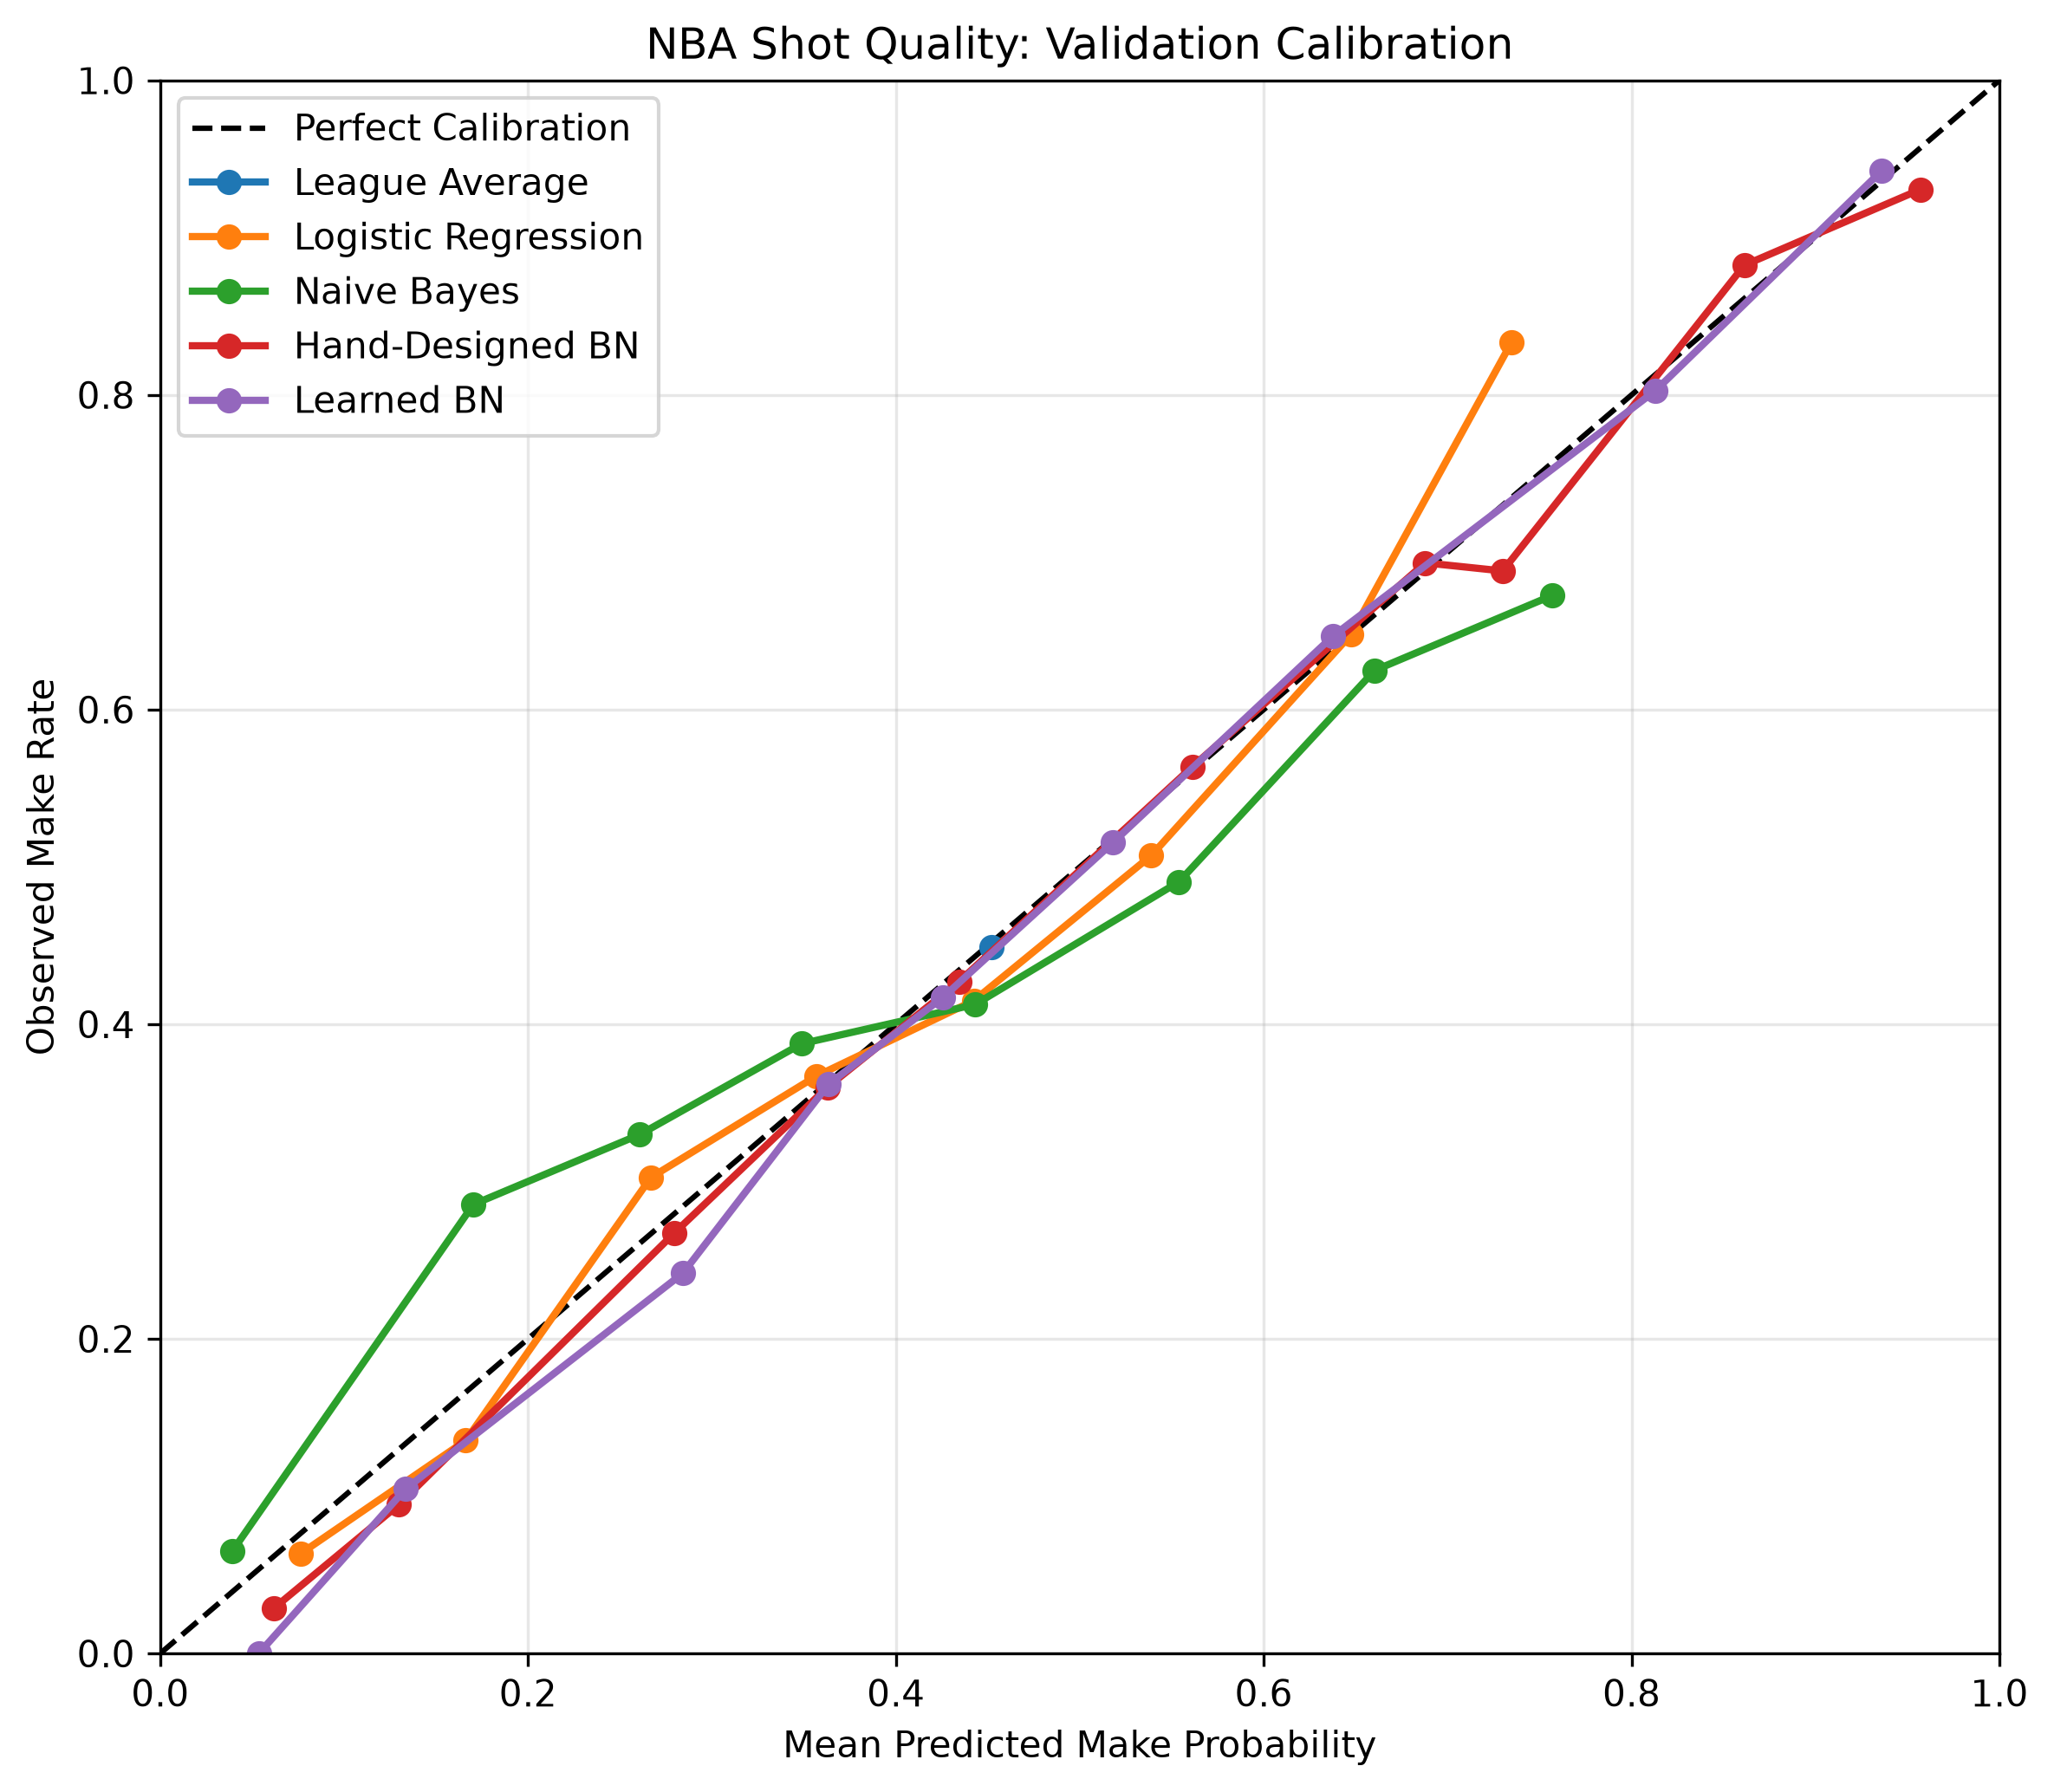 NBA Shot Quality: Validation Calibration
1.0
0.8
0.6
0.4
0.2
0.0
Observed Make Rate
Perfect Calibration
League Average
Logistic Regression
Naive Bayes
Hand-Designed BN
Learned BN
0.0 0.2 0.4 0.6 0.8 1.0
Mean Predicted Make Probability